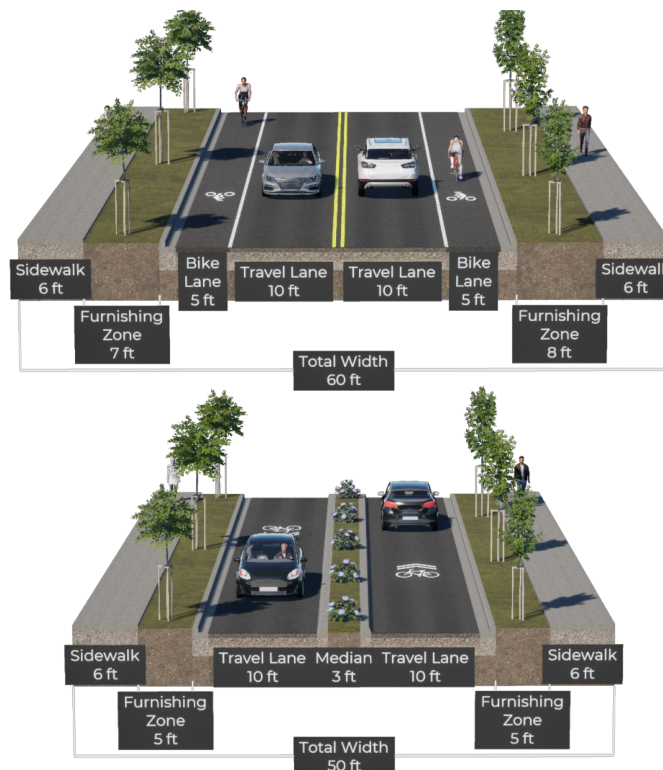 Sidewalk
6 ft
Furnishing
Zone
7 ft
Bike
Lane
5 ft
Travel Lane
10 ft
Travel Lane
10 ft
Bike
Lane
5 ft
Furnishing
Zone
8 ft
Sidewalk
6 ft
Total Width
60 ft
Sidewalk
6 ft
Furnishing
Zone
5 ft
Travel Lane
10 ft
Median
3 ft
Travel Lane
10 ft
Furnishing
Zone
5 ft
Sidewalk
6 ft
Total Width
50 ft